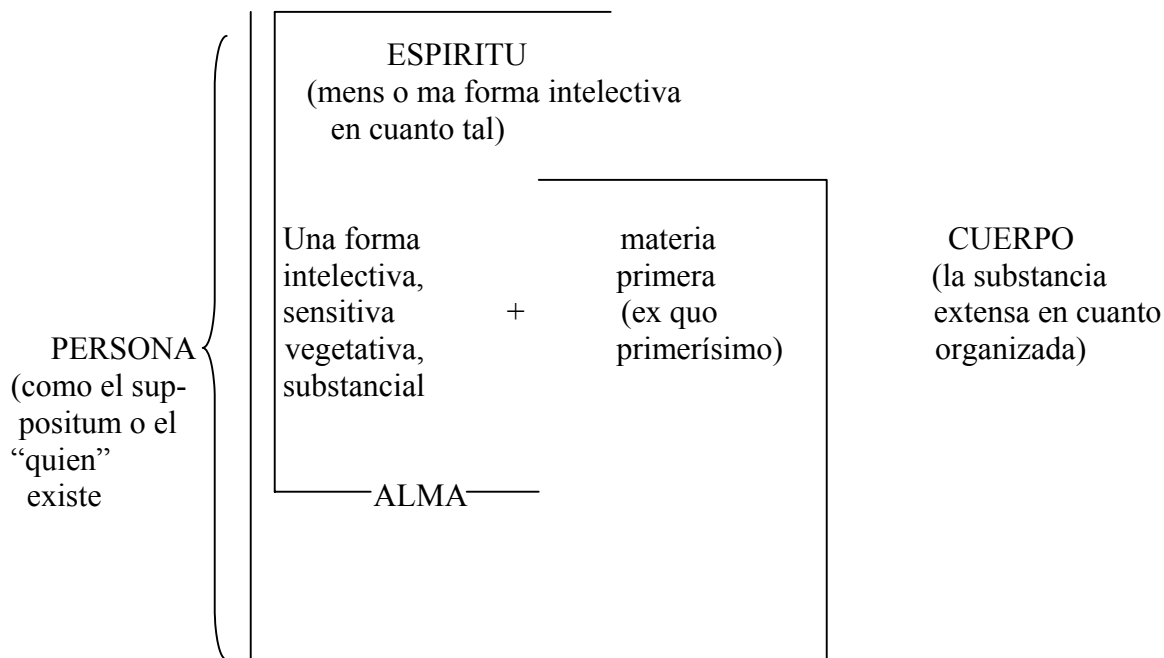 ESPIRITU
(mens o ma forma intelectiva
en cuanto tal)
Una forma
intelectiva,
sensitiva
vegetativa,
substancial
+
materia
primera
(ex quo
primerísimo)
CUERPO
(la substancia
extensa en cuanto
organizada)
PERSONA
(como el sup-
positum o el
“quien”
existe
ALMA